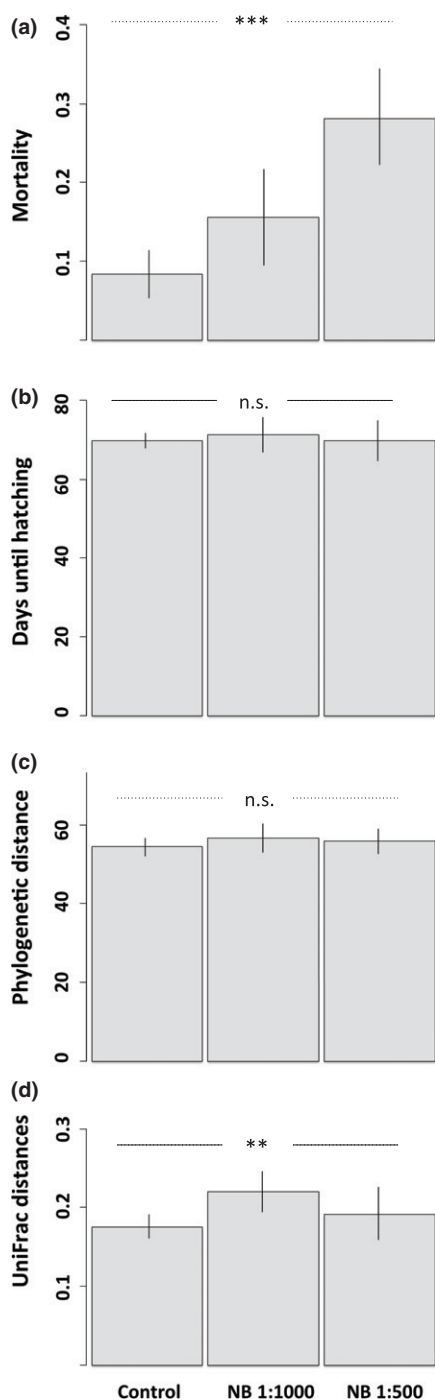 (a)
***
0.4
0.3
0.2
0.1
Mortality
(b)
n.s.
80
60
40
20
0
Days until hatching
(c)
n.s.
60
40
20
0
Phylogenetic distance
(d)
**
0.3
0.2
0.1
UniFrac distances
Control NB 1:1000 NB 1:500